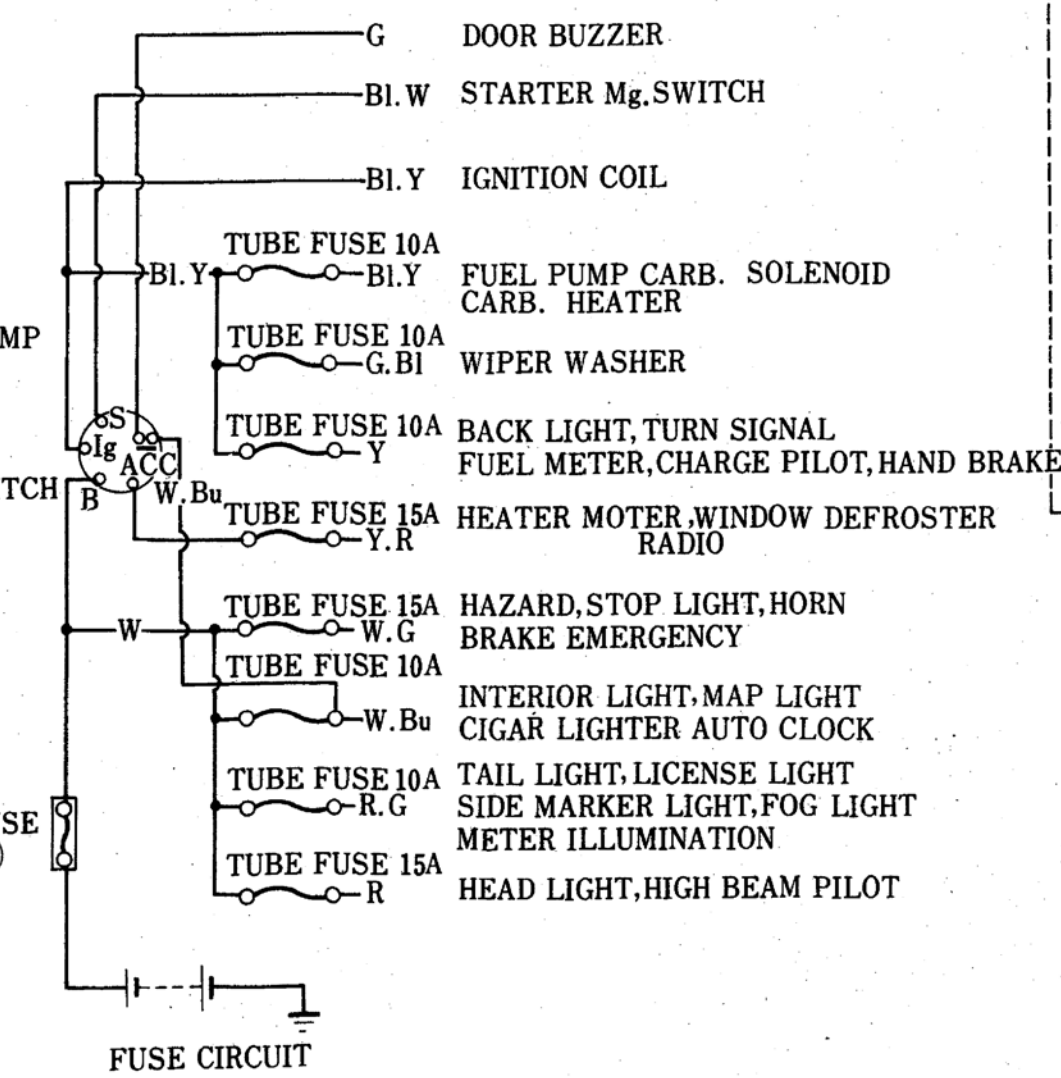 G DOOR BUZZER
Bl.W STARTER Mg.SWITCH
Bl.Y IGNITION COIL
TUBE FUSE 10A
Bl.Y Bl.Y FUEL PUMP CARB. SOLENOID
CARB. HEATER
MP
TUBE FUSE 10A
G.Bl WIPER WASHER
S
TUBE FUSE 10A BACK LIGHT, TURN SIGNAL
Ig
Y
ACC FUEL METER, CHARGE PILOT, HAND BRAKE
TCH B W.Bu
TUBE FUSE 15A HEATER MOTER, WINDOW DEFROSTER
Y.R RADIO
TUBE FUSE 15A HAZARD, STOP LIGHT, HORN
W W.G BRAKE EMERGENCY
TUBE FUSE 10A
INTERIOR LIGHT, MAP LIGHT
W.Bu CIGAR LIGHTER AUTO CLOCK
TUBE FUSE 10A TAIL LIGHT, LICENSE LIGHT
R.G SIDE MARKER LIGHT, FOG LIGHT
SE
)
METER ILLUMINATION
TUBE FUSE 15A
R HEAD LIGHT, HIGH BEAM PILOT
FUSE CIRCUIT